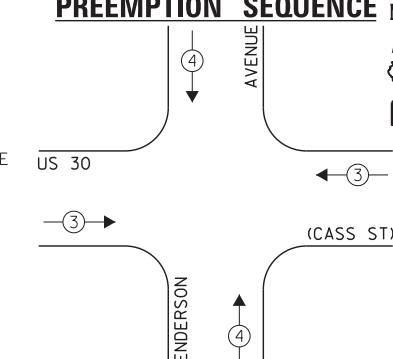 PREEMPTION SEQUENCE
4
AVENUE
US 30
3
3
(CASS ST)
ENDERSON
4